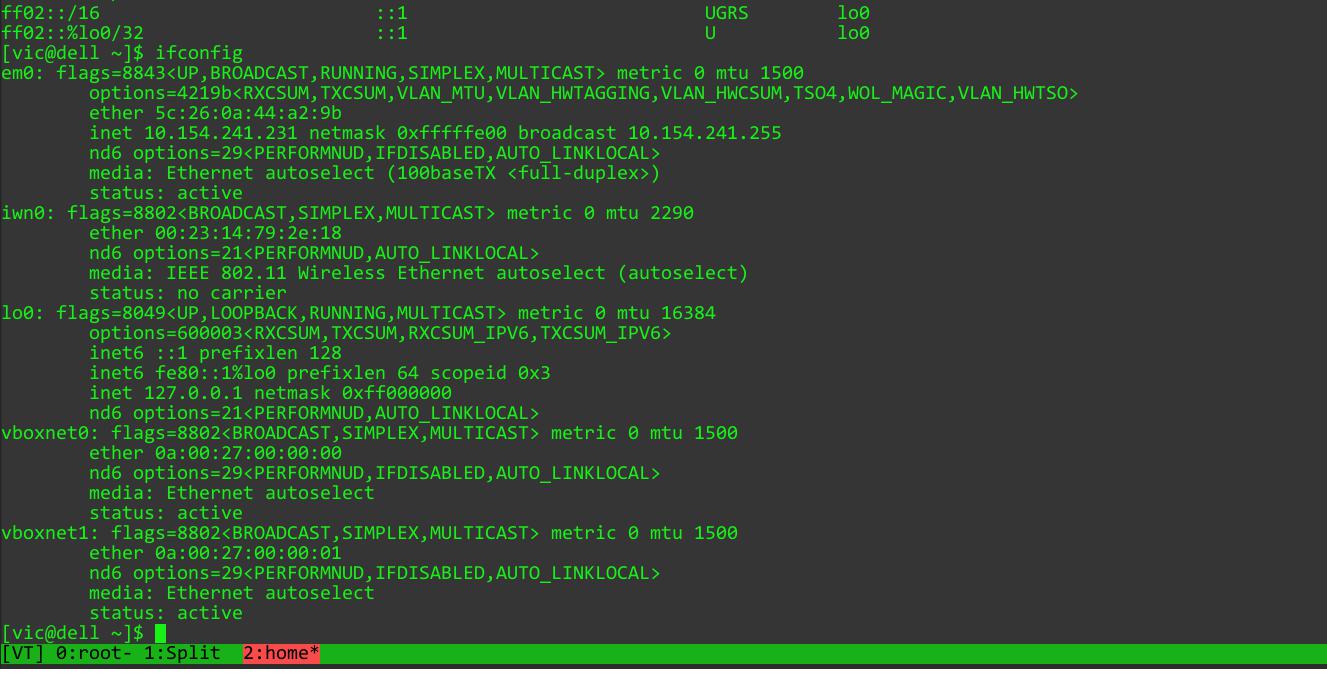 ff02::/16                         ::1                           UGRS        lo0
ff02::%lo0/32                     ::1                           U           lo0
[vic@dell ~]$ ifconfig
em0: flags=8843<UP,BROADCAST,RUNNING,SIMPLEX,MULTICAST> metric 0 mtu 1500
        options=4219b<RXCSUM,TXCSUM,VLAN_MTU,VLAN_HWTAGGING,VLAN_HWCSUM,TSO4,WOL_MAGIC,VLAN_HWTSO>
        ether 5c:26:0a:44:a2:9b
        inet 10.154.241.231 netmask 0xfffffe00 broadcast 10.154.241.255
        nd6 options=29<PERFORMNUD,IFDISABLED,AUTO_LINKLOCAL>
        media: Ethernet autoselect (100baseTX <full-duplex>)
        status: active
iwn0: flags=8802<BROADCAST,SIMPLEX,MULTICAST> metric 0 mtu 2290
        ether 00:23:14:79:2e:18
        nd6 options=21<PERFORMNUD,AUTO_LINKLOCAL>
        media: IEEE 802.11 Wireless Ethernet autoselect (autoselect)
        status: no carrier
lo0: flags=8049<UP,LOOPBACK,RUNNING,MULTICAST> metric 0 mtu 16384
        options=600003<RXCSUM,TXCSUM,RXCSUM_IPV6,TXCSUM_IPV6>
        inet6 ::1 prefixlen 128
        inet6 fe80::1%lo0 prefixlen 64 scopeid 0x3
        inet 127.0.0.1 netmask 0xff000000
        nd6 options=21<PERFORMNUD,AUTO_LINKLOCAL>
vboxnet0: flags=8802<BROADCAST,SIMPLEX,MULTICAST> metric 0 mtu 1500
        ether 0a:00:27:00:00:00
        nd6 options=29<PERFORMNUD,IFDISABLED,AUTO_LINKLOCAL>
        media: Ethernet autoselect
        status: active
vboxnet1: flags=8802<BROADCAST,SIMPLEX,MULTICAST> metric 0 mtu 1500
        ether 0a:00:27:00:00:01
        nd6 options=29<PERFORMNUD,IFDISABLED,AUTO_LINKLOCAL>
        media: Ethernet autoselect
        status: active
[vic@dell ~]$
[VT] 0:root- 1:Split  2:home*